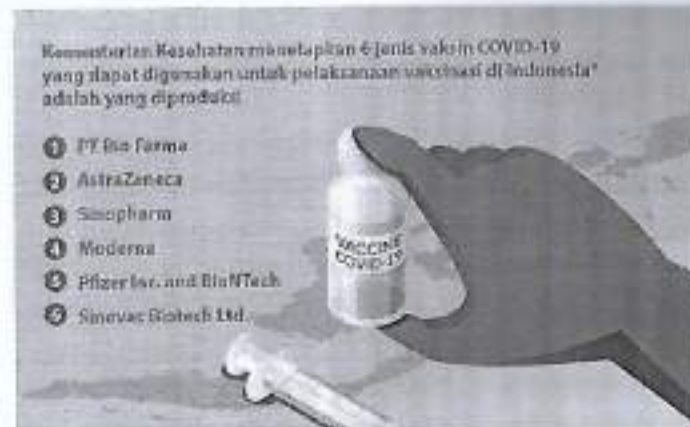 Kementerian Kesehatan menetapkan 6 jenis vaksin COVID-19
yang dapat digunakan untuk pelaksanaan vaksinasi di Indonesia*
adalah yang diproduksi
1 PT Bio Farma
2 AstraZeneca
3 Sinopharm
4 Moderna
5 Pfizer Inc. and BioNTech
6 Sinovac Biotech Ltd.
VACCINE
COVID-19